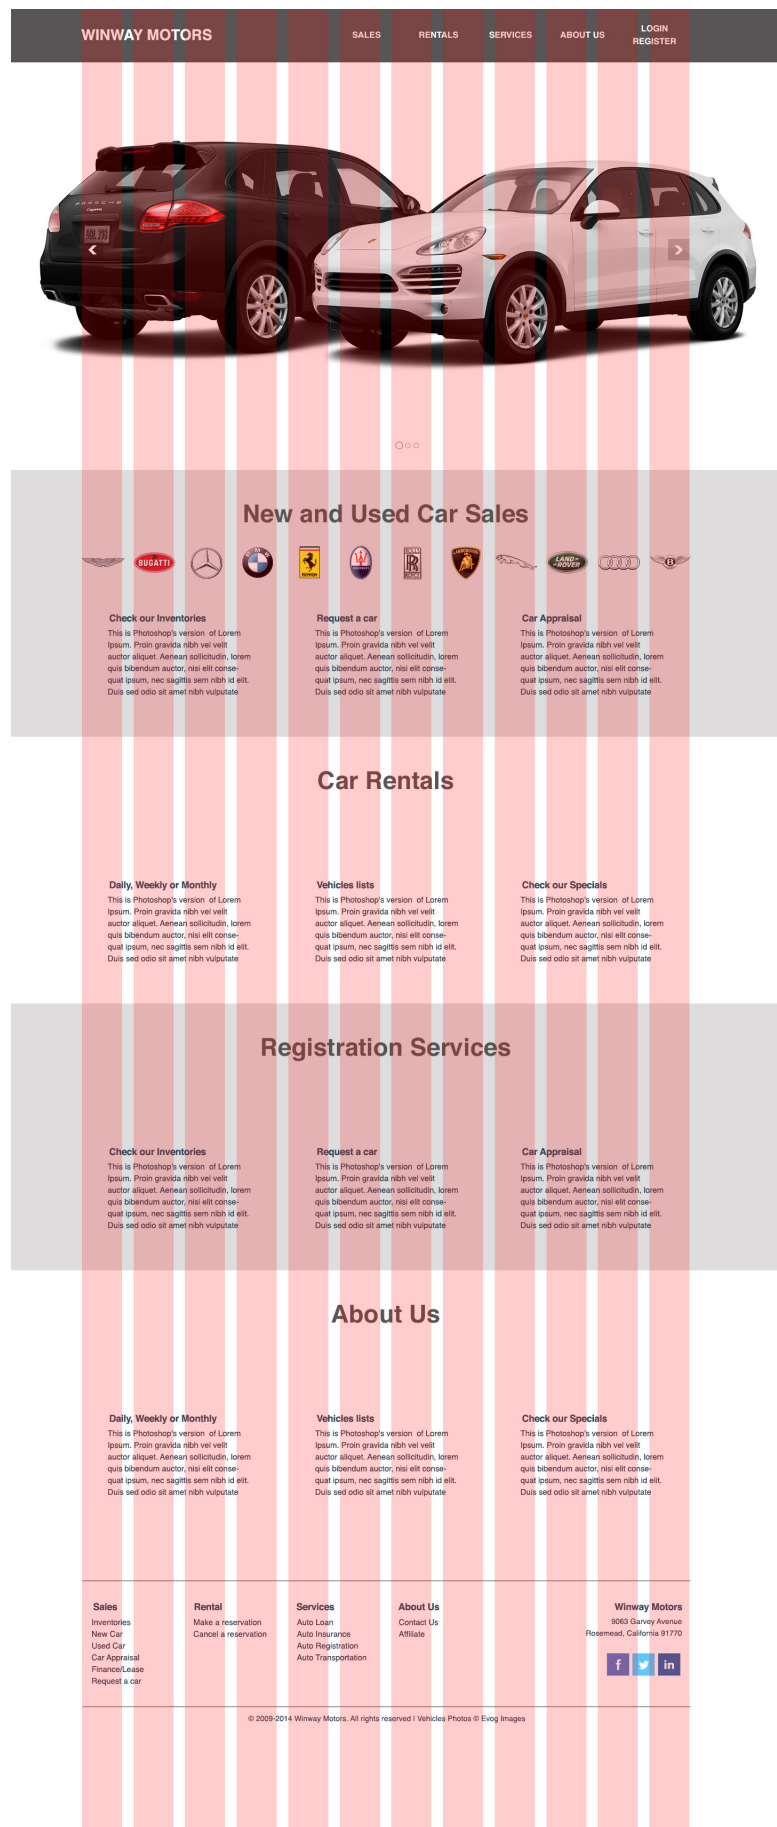 WINWAY MOTORS
SALES
RENTALS
SERVICES
ABOUT US
LOGIN
REGISTER
PORSCHE
Cayenne
New and Used Car Sales
BUGATTI
BMW
LAND-
ROVER
Check our Inventories
This is Photoshop's version of Lorem
Ipsum. Proin gravida nibh vel velit
auctor aliquet. Aenean sollicitudin, lorem
quis bibendum auctor, nisi elit conse-
quat ipsum, nec sagittis sem nibh id elit.
Duis sed odio sit amet nibh vulputate
Request a car
This is Photoshop's version of Lorem
Ipsum. Proin gravida nibh vel velit
auctor aliquet. Aenean sollicitudin, lorem
quis bibendum auctor, nisi elit conse-
quat ipsum, nec sagittis sem nibh id elit.
Duis sed odio sit amet nibh vulputate
Car Appraisal
This is Photoshop's version of Lorem
Ipsum. Proin gravida nibh vel velit
auctor aliquet. Aenean sollicitudin, lorem
quis bibendum auctor, nisi elit conse-
quat ipsum, nec sagittis sem nibh id elit.
Duis sed odio sit amet nibh vulputate
Car Rentals
Daily, Weekly or Monthly
This is Photoshop's version of Lorem
Ipsum. Proin gravida nibh vel velit
auctor aliquet. Aenean sollicitudin, lorem
quis bibendum auctor, nisi elit conse-
quat ipsum, nec sagittis sem nibh id elit.
Duis sed odio sit amet nibh vulputate
Vehicles lists
This is Photoshop's version of Lorem
Ipsum. Proin gravida nibh vel velit
auctor aliquet. Aenean sollicitudin, lorem
quis bibendum auctor, nisi elit conse-
quat ipsum, nec sagittis sem nibh id elit.
Duis sed odio sit amet nibh vulputate
Check our Specials
This is Photoshop's version of Lorem
Ipsum. Proin gravida nibh vel velit
auctor aliquet. Aenean sollicitudin, lorem
quis bibendum auctor, nisi elit conse-
quat ipsum, nec sagittis sem nibh id elit.
Duis sed odio sit amet nibh vulputate
Registration Services
Check our Inventories
This is Photoshop's version of Lorem
Ipsum. Proin gravida nibh vel velit
auctor aliquet. Aenean sollicitudin, lorem
quis bibendum auctor, nisi elit conse-
quat ipsum, nec sagittis sem nibh id elit.
Duis sed odio sit amet nibh vulputate
Request a car
This is Photoshop's version of Lorem
Ipsum. Proin gravida nibh vel velit
auctor aliquet. Aenean sollicitudin, lorem
quis bibendum auctor, nisi elit conse-
quat ipsum, nec sagittis sem nibh id elit.
Duis sed odio sit amet nibh vulputate
Car Appraisal
This is Photoshop's version of Lorem
Ipsum. Proin gravida nibh vel velit
auctor aliquet. Aenean sollicitudin, lorem
quis bibendum auctor, nisi elit conse-
quat ipsum, nec sagittis sem nibh id elit.
Duis sed odio sit amet nibh vulputate
About Us
Daily, Weekly or Monthly
This is Photoshop's version of Lorem
Ipsum. Proin gravida nibh vel velit
auctor aliquet. Aenean sollicitudin, lorem
quis bibendum auctor, nisi elit conse-
quat ipsum, nec sagittis sem nibh id elit.
Duis sed odio sit amet nibh vulputate
Vehicles lists
This is Photoshop's version of Lorem
Ipsum. Proin gravida nibh vel velit
auctor aliquet. Aenean sollicitudin, lorem
quis bibendum auctor, nisi elit conse-
quat ipsum, nec sagittis sem nibh id elit.
Duis sed odio sit amet nibh vulputate
Check our Specials
This is Photoshop's version of Lorem
Ipsum. Proin gravida nibh vel velit
auctor aliquet. Aenean sollicitudin, lorem
quis bibendum auctor, nisi elit conse-
quat ipsum, nec sagittis sem nibh id elit.
Duis sed odio sit amet nibh vulputate
Sales
Inventories
New Car
Used Car
Car Appraisal
Finance/Lease
Request a car
Rental
Make a reservation
Cancel a reservation
Services
Auto Loan
Auto Insurance
Auto Registration
Auto Transportation
About Us
Contact Us
Affiliate
Winway Motors
9063 Garvey Avenue
Rosemead, California 91770
f
in
© 2009-2014 Winway Motors. All rights reserved | Vehicles Photos © Evog Images